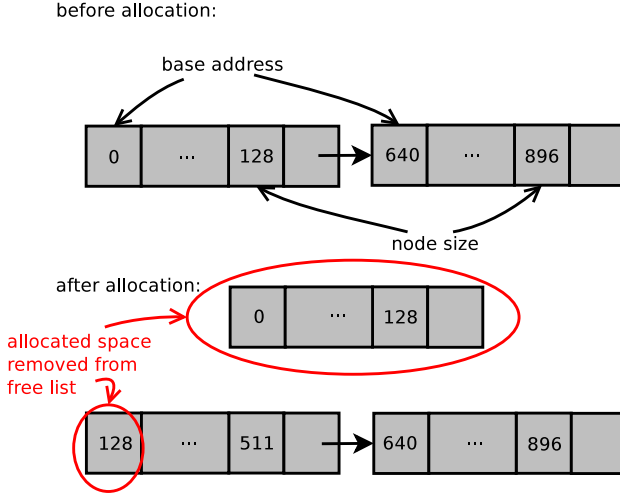 before allocation:
base address
0 ... 128
640 ... 896
node size
after allocation:
0 ... 128
allocated space
removed from
free list
128 ... 511
640 ... 896